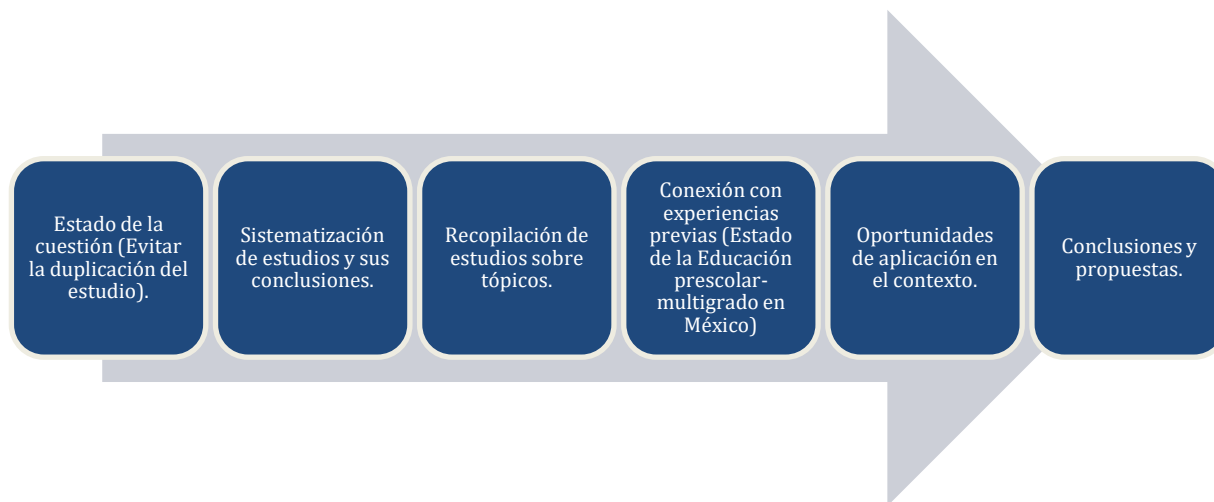 Estado de la
cuestión (Evitar
la duplicación del
estudio).
Sistematización
de estudios y sus
conclusiones.
Recopilación de
estudios sobre
tópicos.
Conexión con
experiencias
previas (Estado
de la Educación
prescolar-
multigrado en
México)
Oportunidades
de aplicación en
el contexto.
Conclusiones y
propuestas.